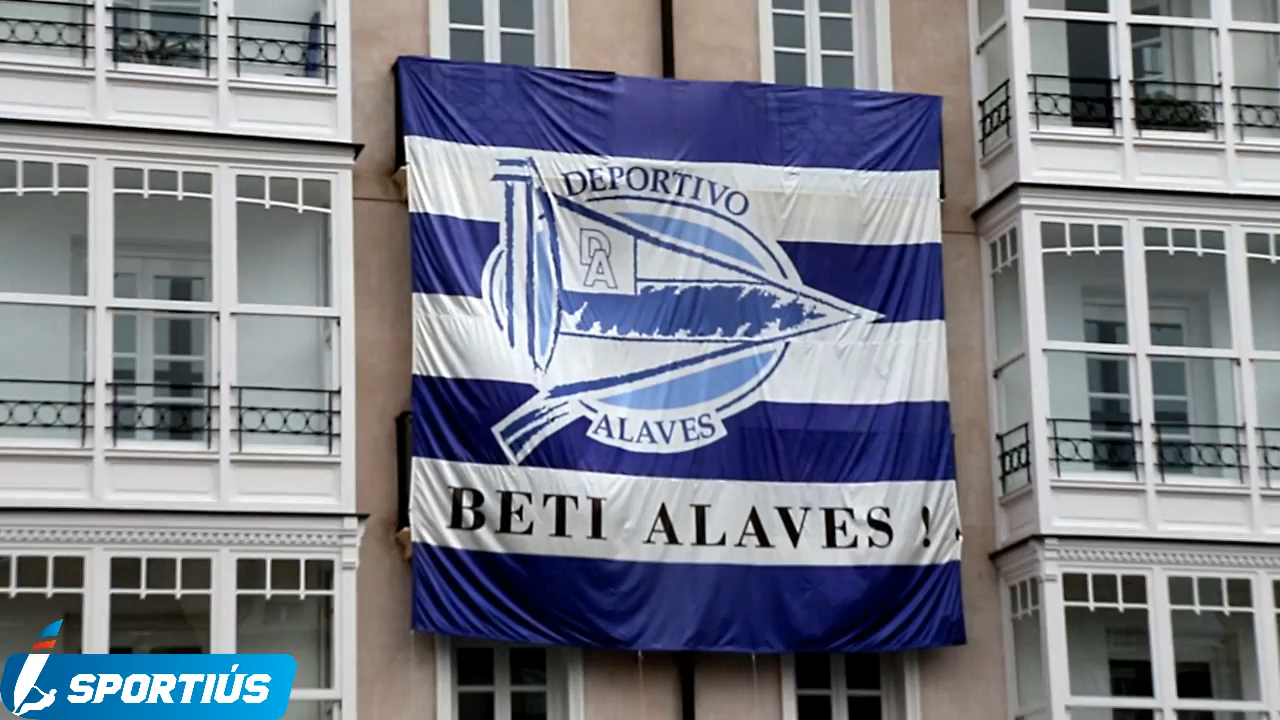 DEPORTIVO
DA
ALAVES
BETI ALAVES !
SPORTIÚS